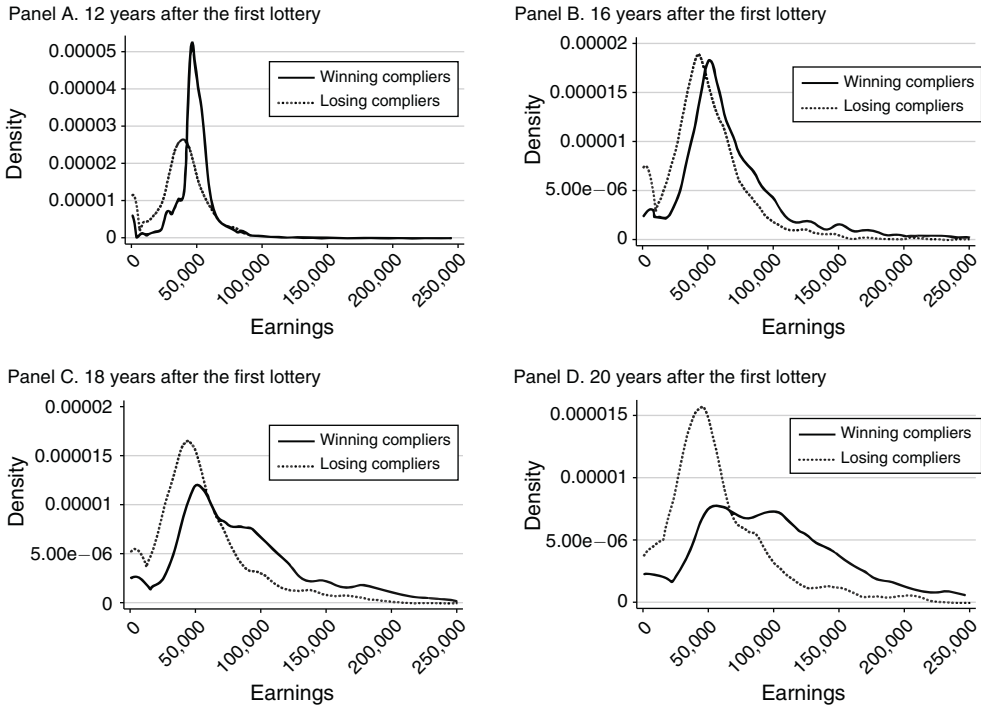 Panel A. 12 years after the first lottery
0.00005
0.00004
0.00003
0.00002
0.00001
0
Density
Winning compliers
Losing compliers
0
50,000
100,000
150,000
200,000
250,000
Earnings
Panel B. 16 years after the first lottery
0.00002
0.000015
0.00001
5.00e−06
0
Density
Winning compliers
Losing compliers
0
50,000
100,000
150,000
200,000
250,000
Earnings
Panel C. 18 years after the first lottery
0.00002
0.000015
0.00001
5.00e−06
0
Density
Winning compliers
Losing compliers
0
50,000
100,000
150,000
200,000
250,000
Earnings
Panel D. 20 years after the first lottery
0.000015
0.00001
5.00e−06
0
Density
Winning compliers
Losing compliers
0
50,000
100,000
150,000
200,000
250,000
Earnings